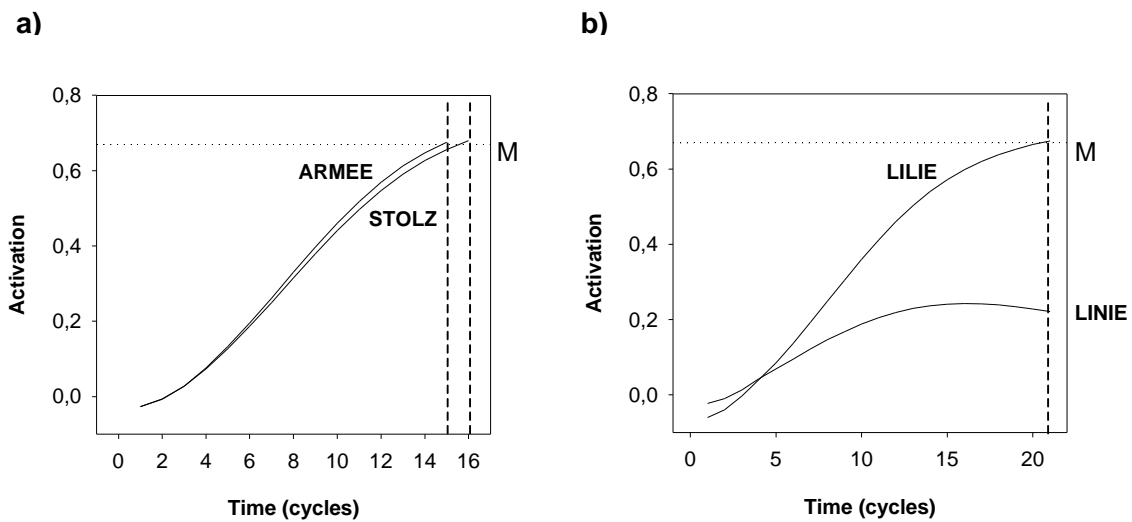 a)
0,8
0,6
0,4
0,2
0,0
Activation
ARMEE
STOLZ
M
0 2 4 6 8 10 12 14 16
Time (cycles)
b)
0,8
0,6
0,4
0,2
0,0
Activation
LILIE
M
LINIE
0 5 10 15 20
Time (cycles)